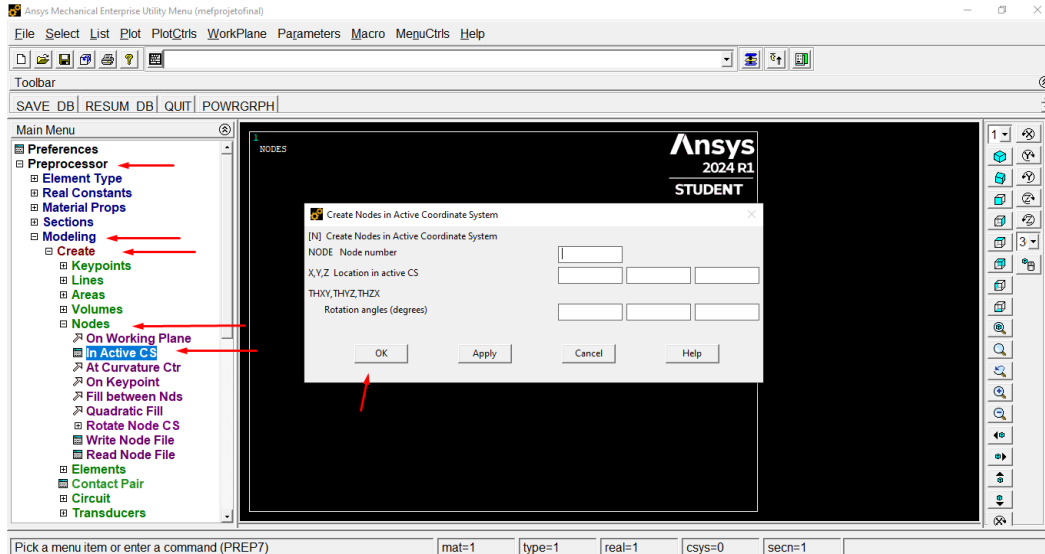 Ansys Mechanical Enterprise Utility Menu (mefprojetofinal)
File Select List Plot PlotCtrls WorkPlane Parameters Macro MenuCtrls Help
Toolbar
SAVE_DB RESUM_DB QUIT POWRGRPH
Main Menu
Preferences
Preprocessor
Element Type
Real Constants
Material Props
Sections
Modeling
Create
Keypoints
Lines
Areas
Volumes
Nodes
On Working Plane
In Active CS
At Curvature Ctr
On Keypoint
Fill between Nds
Quadratic Fill
Rotate Node CS
Write Node File
Read Node File
Elements
Contact Pair
Circuit
Transducers
1
NODES
Ansys
2024 R1
STUDENT
Create Nodes in Active Coordinate System
[N] Create Nodes in Active Coordinate System
NODE Node number
X,Y,Z Location in active CS
THXY,THYZ,THZX
Rotation angles (degrees)
OK Apply Cancel Help
1
3
Pick a menu item or enter a command (PREP7) mat=1 type=1 real=1 csys=0 secn=1